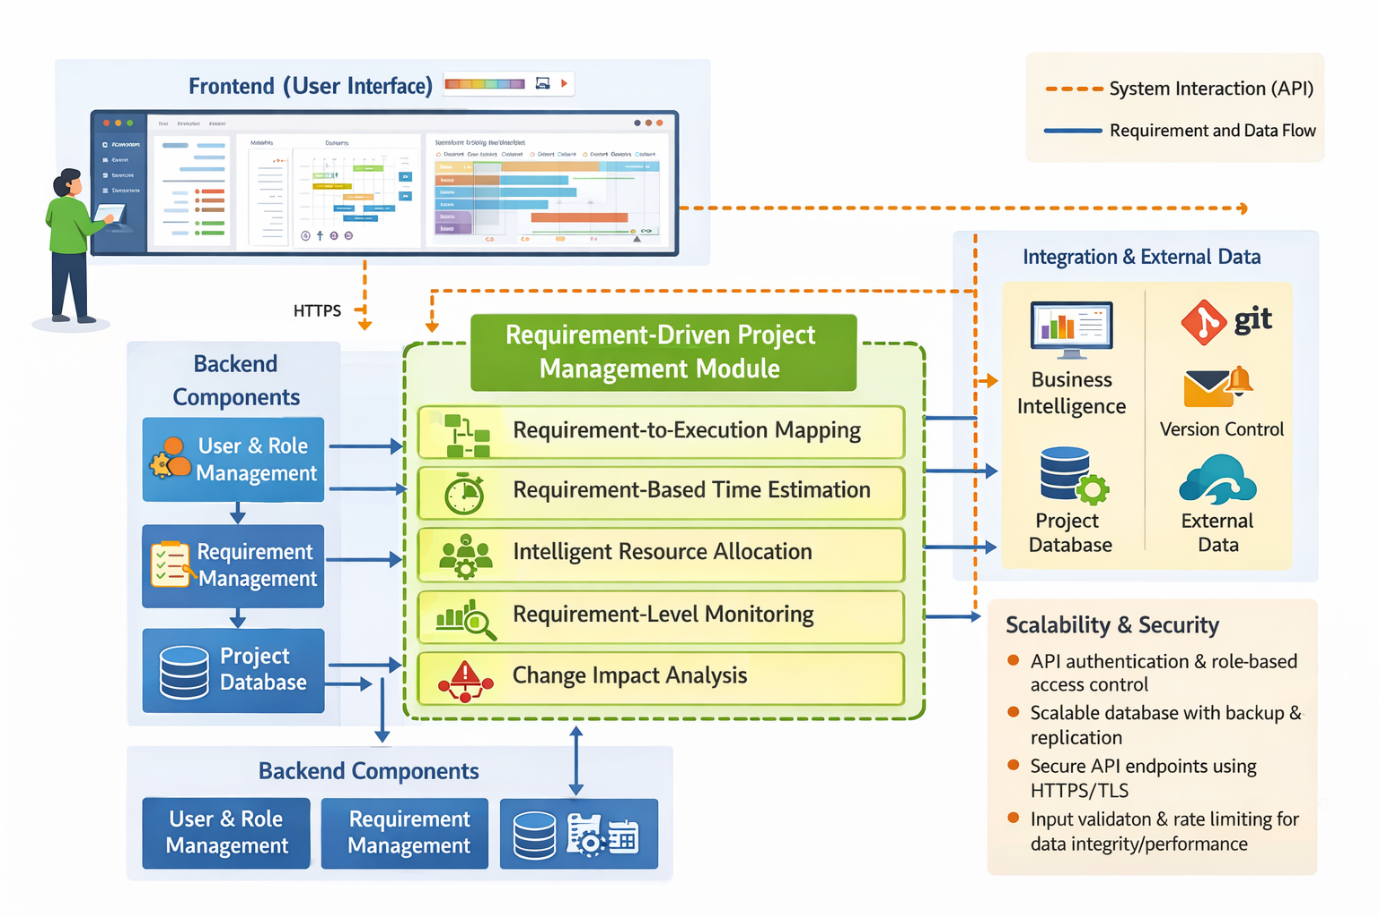 Frontend (User Interface)
System Interaction (API)
Requirement and Data Flow
HTTPS
Integration & External Data
Business
Intelligence
git
Version Control
Project
Database
External
Data
Backend
Components
User & Role
Management
Requirement
Management
Project
Database
Requirement-Driven Project
Management Module
Requirement-to-Execution Mapping
Requirement-Based Time Estimation
Intelligent Resource Allocation
Requirement-Level Monitoring
Change Impact Analysis
Scalability & Security
API authentication & role-based
access control
Scalable database with backup &
replication
Secure API endpoints using
HTTPS/TLS
Input validaton & rate limiting for
data integrity/performance
Backend Components
User & Role
Management
Requirement
Management